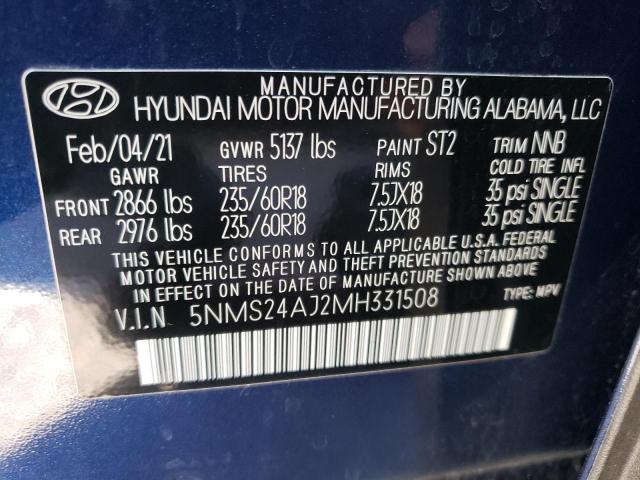 MANUFACTURED BY
HYUNDAI MOTOR MANUFACTURING ALABAMA, LLC
Feb/04/21 GVWR 5137 lbs PAINT ST2 TRIM NNB
GAWR TIRES RIMS COLD TIRE INFL
FRONT 2866 lbs 235/60R18 7.5JX18 35 psi SINGLE
REAR 2976 lbs 235/60R18 7.5JX18 35 psi SINGLE
THIS VEHICLE CONFORMS TO ALL APPLICABLE U.S.A. FEDERAL
MOTOR VEHICLE SAFETY AND THEFT PREVENTION STANDARDS
IN EFFECT ON THE DATE OF MANUFACTURE SHOWN ABOVE.
V.I.N 5NMS24AJ2MH331508 TYPE: MPV